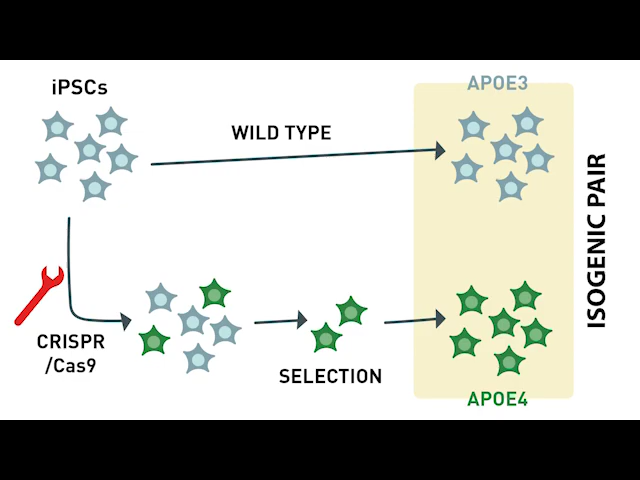 iPSCs
WILD TYPE
APOE3
CRISPR
/Cas9
SELECTION
APOE4
ISOGENIC PAIR